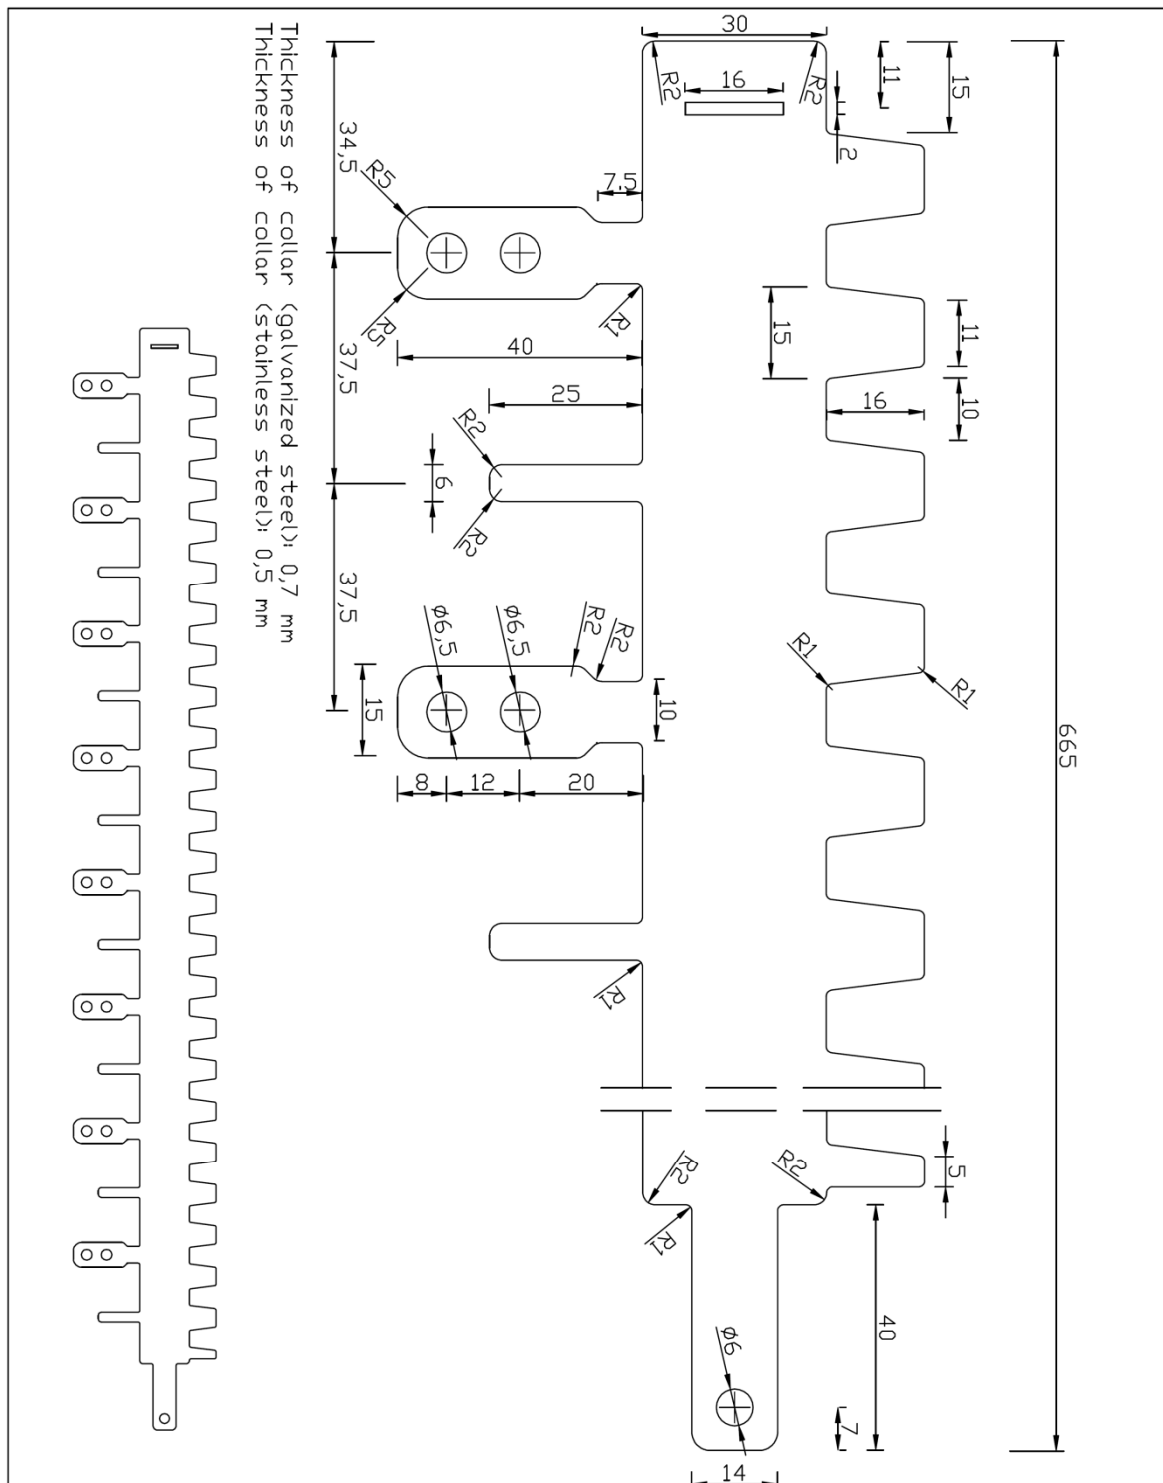 Thickness of collar (galvanized steel): 0,7 mm
Thickness of collar (stainless steel): 0,5 mm
30
R2
R2
16
11
15
2
34,5
R5
7.5
R5
R1
40
15
11
37,5
25
16
10
R2
6
R2
37,5
Ø6,5
Ø6,5
R2
R2
R1
R1
15
10
665
8
12
20
R1
R2
R2
5
R1
40
Ø6
7
14